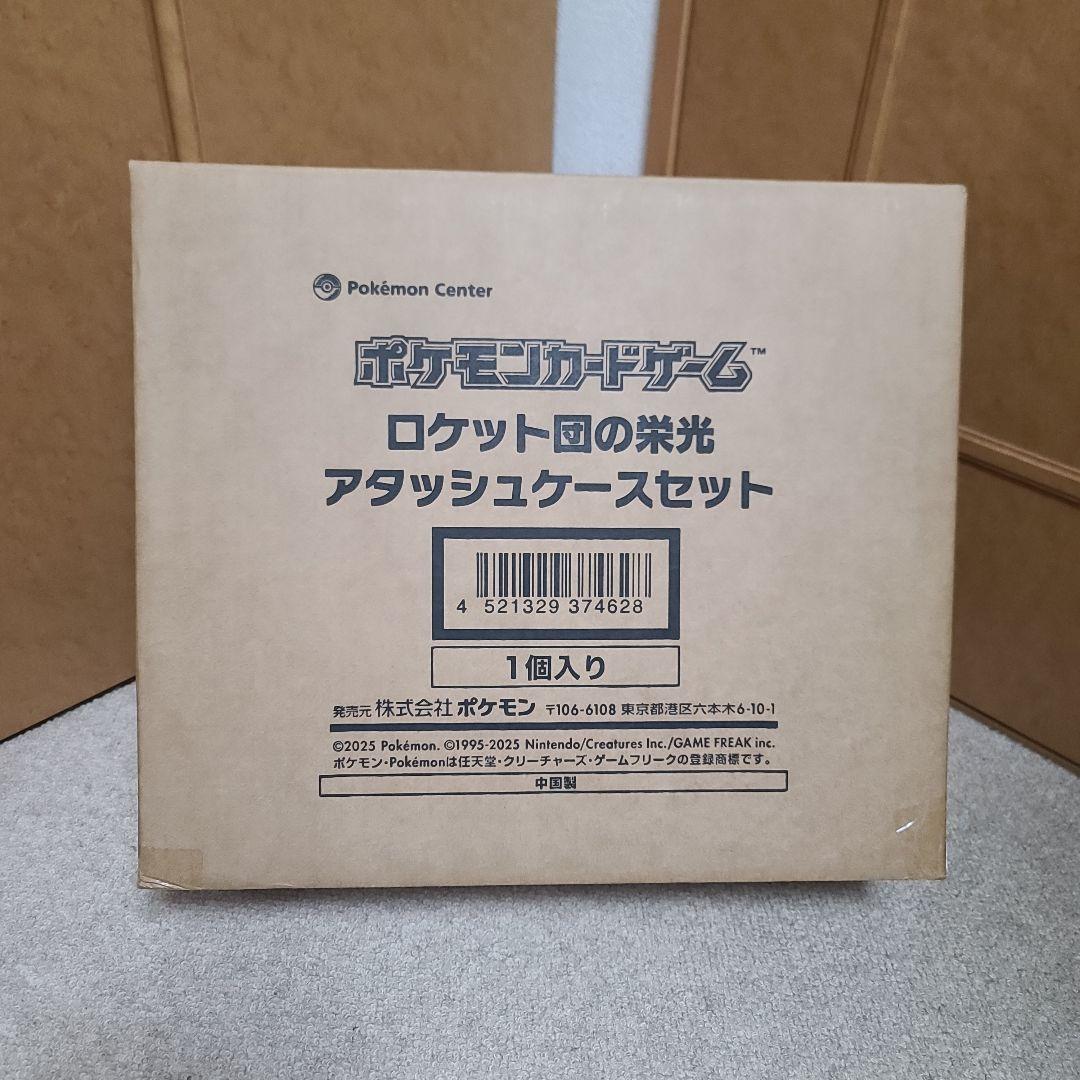 Pokémon Center
ポケモンカードゲーム™
ロケット団の栄光
アタッシュケースセット
4 521329 374628
1個入り
発売元 株式会社 ポケモン 〒106-6108 東京都港区六本木6-10-1
©2025 Pokémon. ©1995-2025 Nintendo/Creatures Inc./GAME FREAK inc.
ポケモン・Pokémonは任天堂・クリーチャーズ・ゲームフリークの登録商標です。
中国製